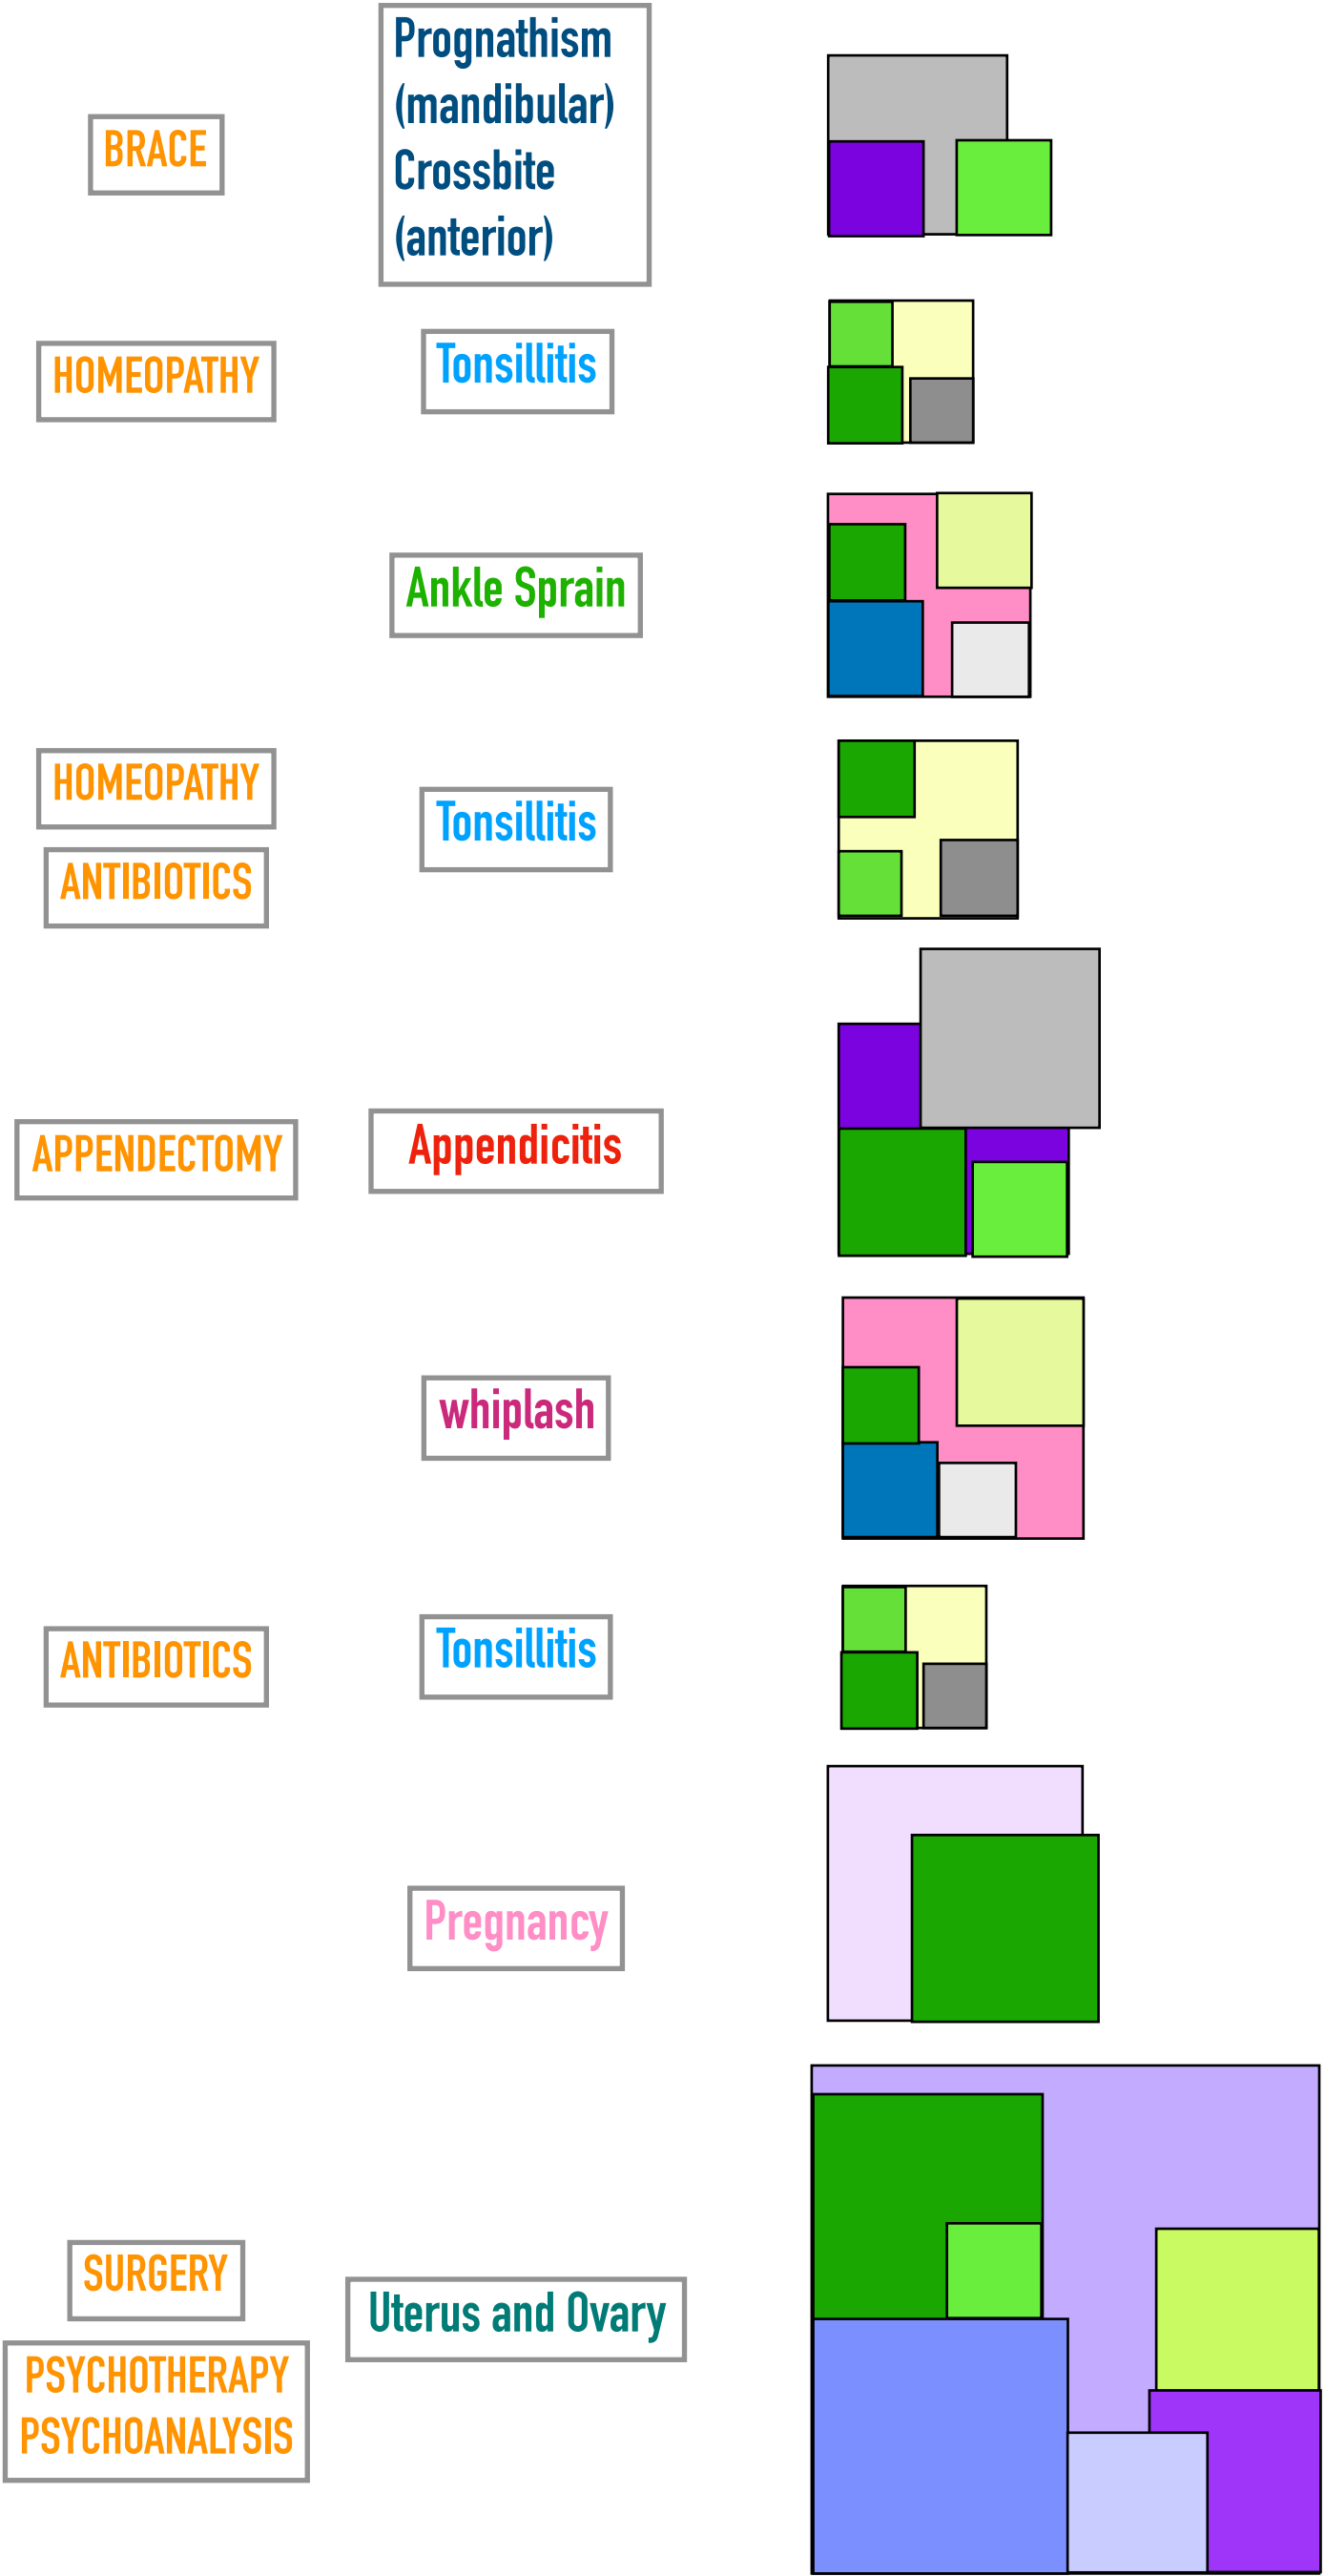 BRACE
Prognathism
(mandibular)
Crossbite
(anterior)
HOMEOPATHY
Tonsillitis
Ankle Sprain
HOMEOPATHY
ANTIBIOTICS
Tonsillitis
APPENDECTOMY
Appendicitis
whiplash
ANTIBIOTICS
Tonsillitis
Pregnancy
SURGERY
PSYCHOTHERAPY
PSYCHOANALYSIS
Uterus and Ovary